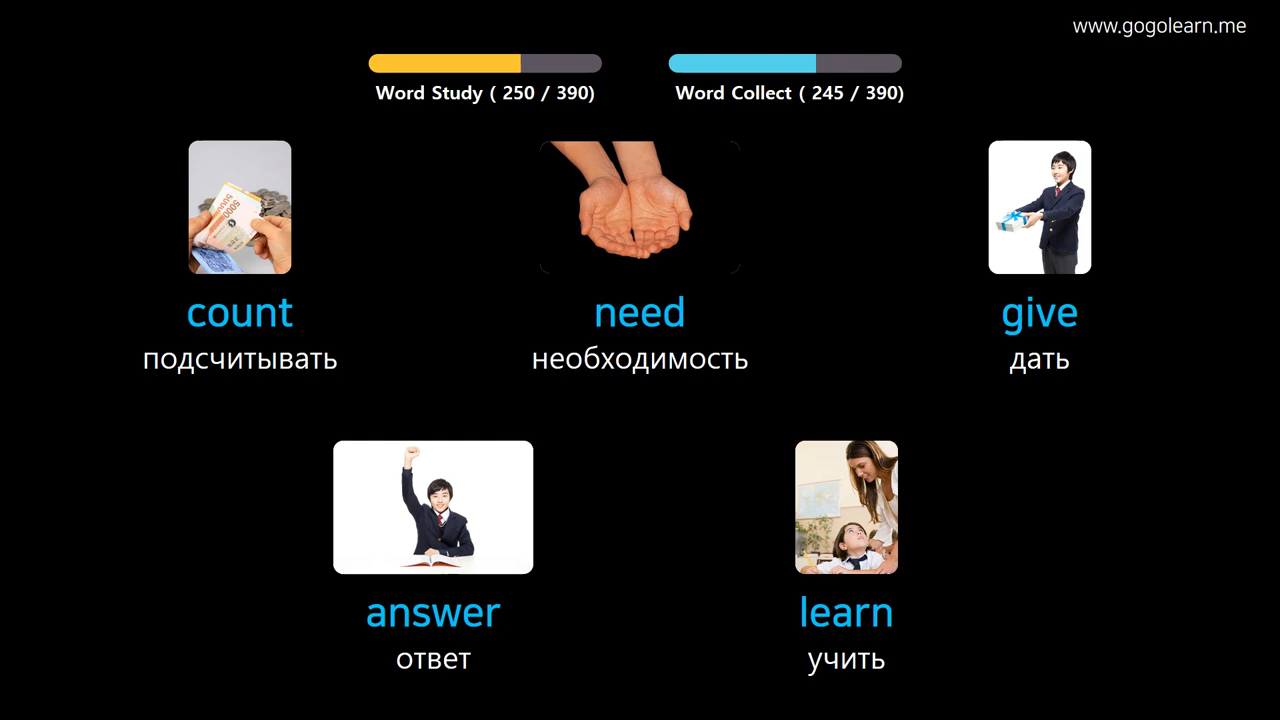 www.gogolearn.me
Word Study ( 250 / 390)
Word Collect ( 245 / 390)
count
need
give
подсчитывать
необходимость
дать
answer
learn
ответ
учить